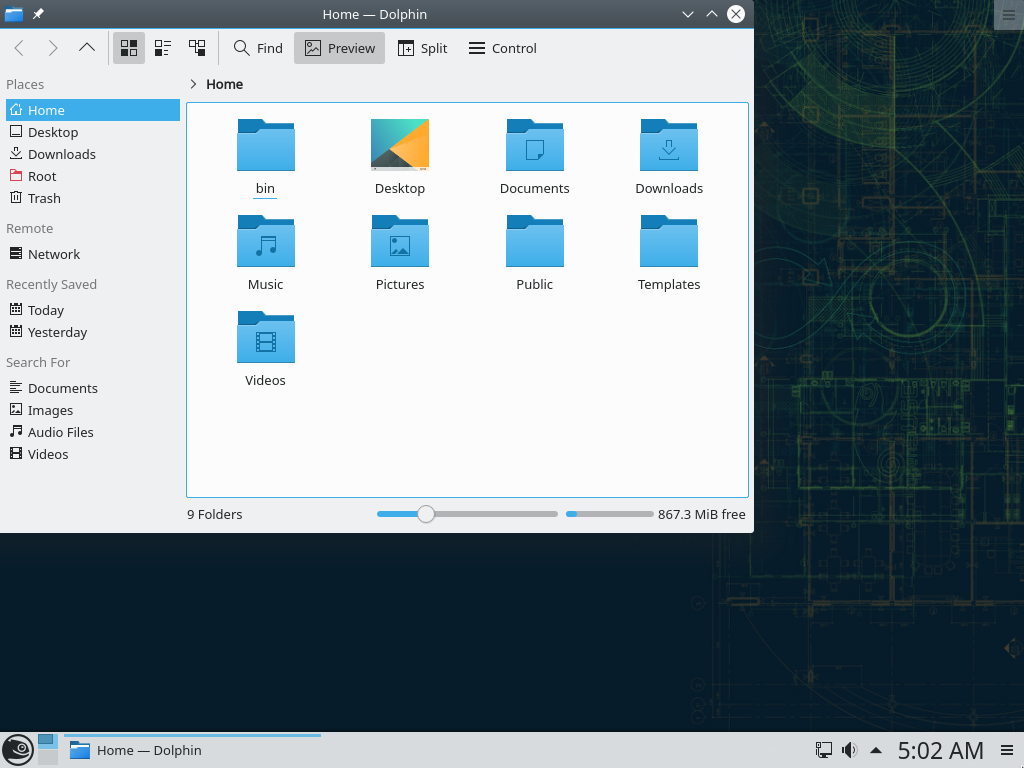 Home — Dolphin
Find
Preview
Split
Control
Places
Home
Desktop
Downloads
Root
Trash
Remote
Network
Recently Saved
Today
Yesterday
Search For
Documents
Images
Audio Files
Videos
Home
bin
Desktop
Documents
Downloads
Music
Pictures
Public
Templates
Videos
9 Folders
867.3 MiB free
Home — Dolphin
5:02 AM